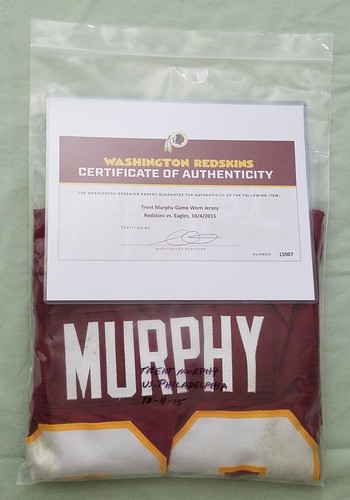 WASHINGTON REDSKINS
CERTIFICATE OF AUTHENTICITY
THE WASHINGTON REDSKINS HEREBY GUARANTEE THE AUTHENTICITY OF THE FOLLOWING ITEM:
Trent Murphy Game Worn Jersey
Redskins vs. Eagles, 10/4/2015
CERTIFIED BY
WASHINGTON REDSKINS
NUMBER: 15007
MURPHY
TRENT MURPHY
VS. PHILADELPHIA
10-4-15